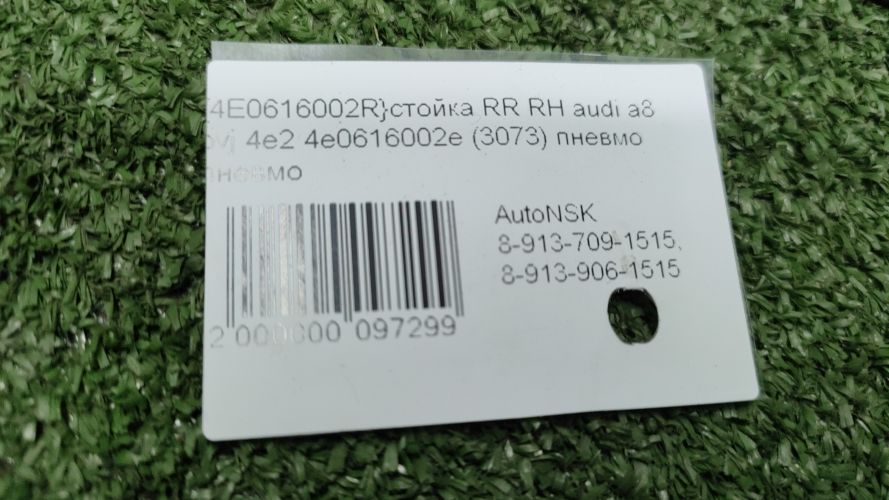 4E0616002R}стойка RR RH audi a8
4e2 4e0616002e (3073) пневмо
пневмо
AutoNSK
8-913-709-1515,
8-913-906-1515
2 000000 097299